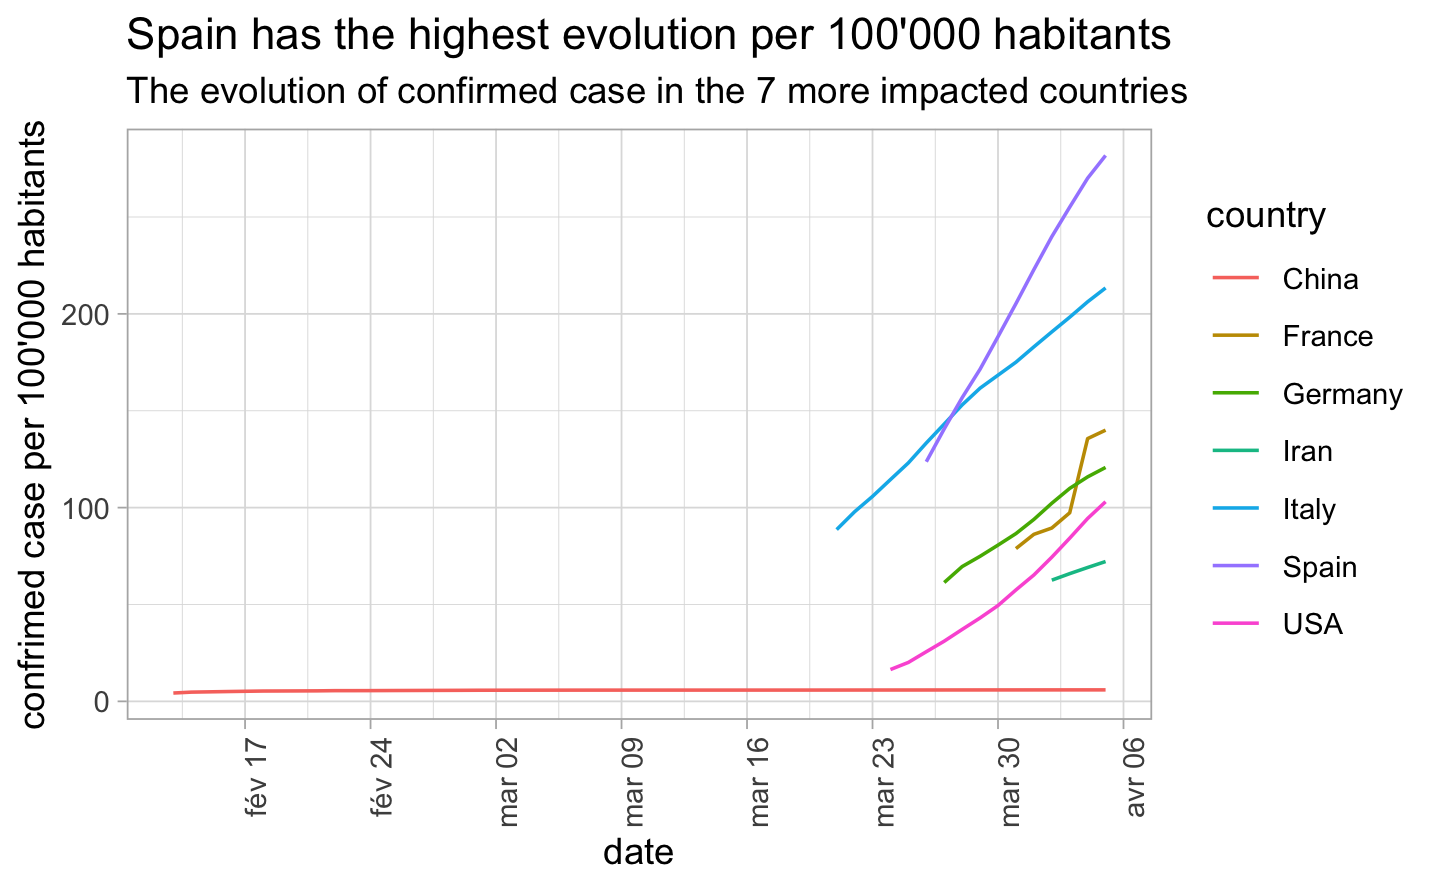 Spain has the highest evolution per 100'000 habitants
The evolution of confirmed case in the 7 more impacted countries
confrimed case per 100'000 habitants
200
100
0
fév 17
fév 24
mar 02
mar 09
mar 16
mar 23
mar 30
avr 06
date
country
China
France
Germany
Iran
Italy
Spain
USA